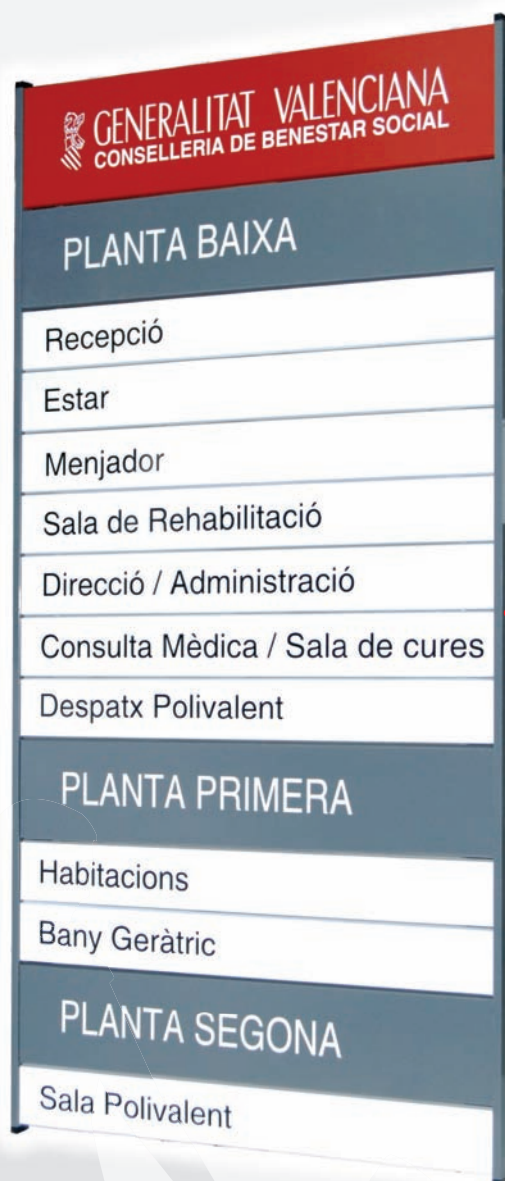 GENERALITAT VALENCIANA
CONSELLERIA DE BENESTAR SOCIAL
PLANTA BAIXA
Recepció
Estar
Menjador
Sala de Rehabilitació
Direcció / Administració
Consulta Mèdica / Sala de cures
Despatx Polivalent
PLANTA PRIMERA
Habitacions
Bany Geràtric
PLANTA SEGONA
Sala Polivalent